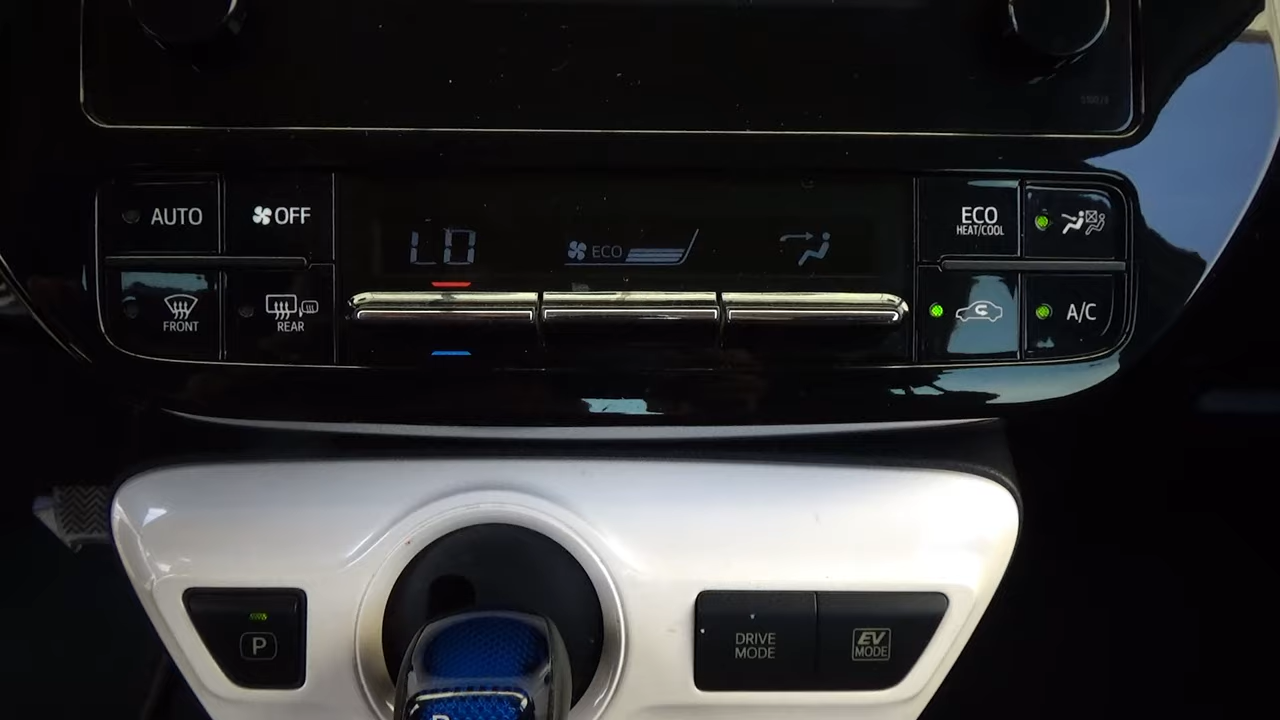 AUTO
OFF
LO
ECO
ECO
HEAT/COOL
FRONT
REAR
A/C
P
DRIVE
MODE
EV
MODE